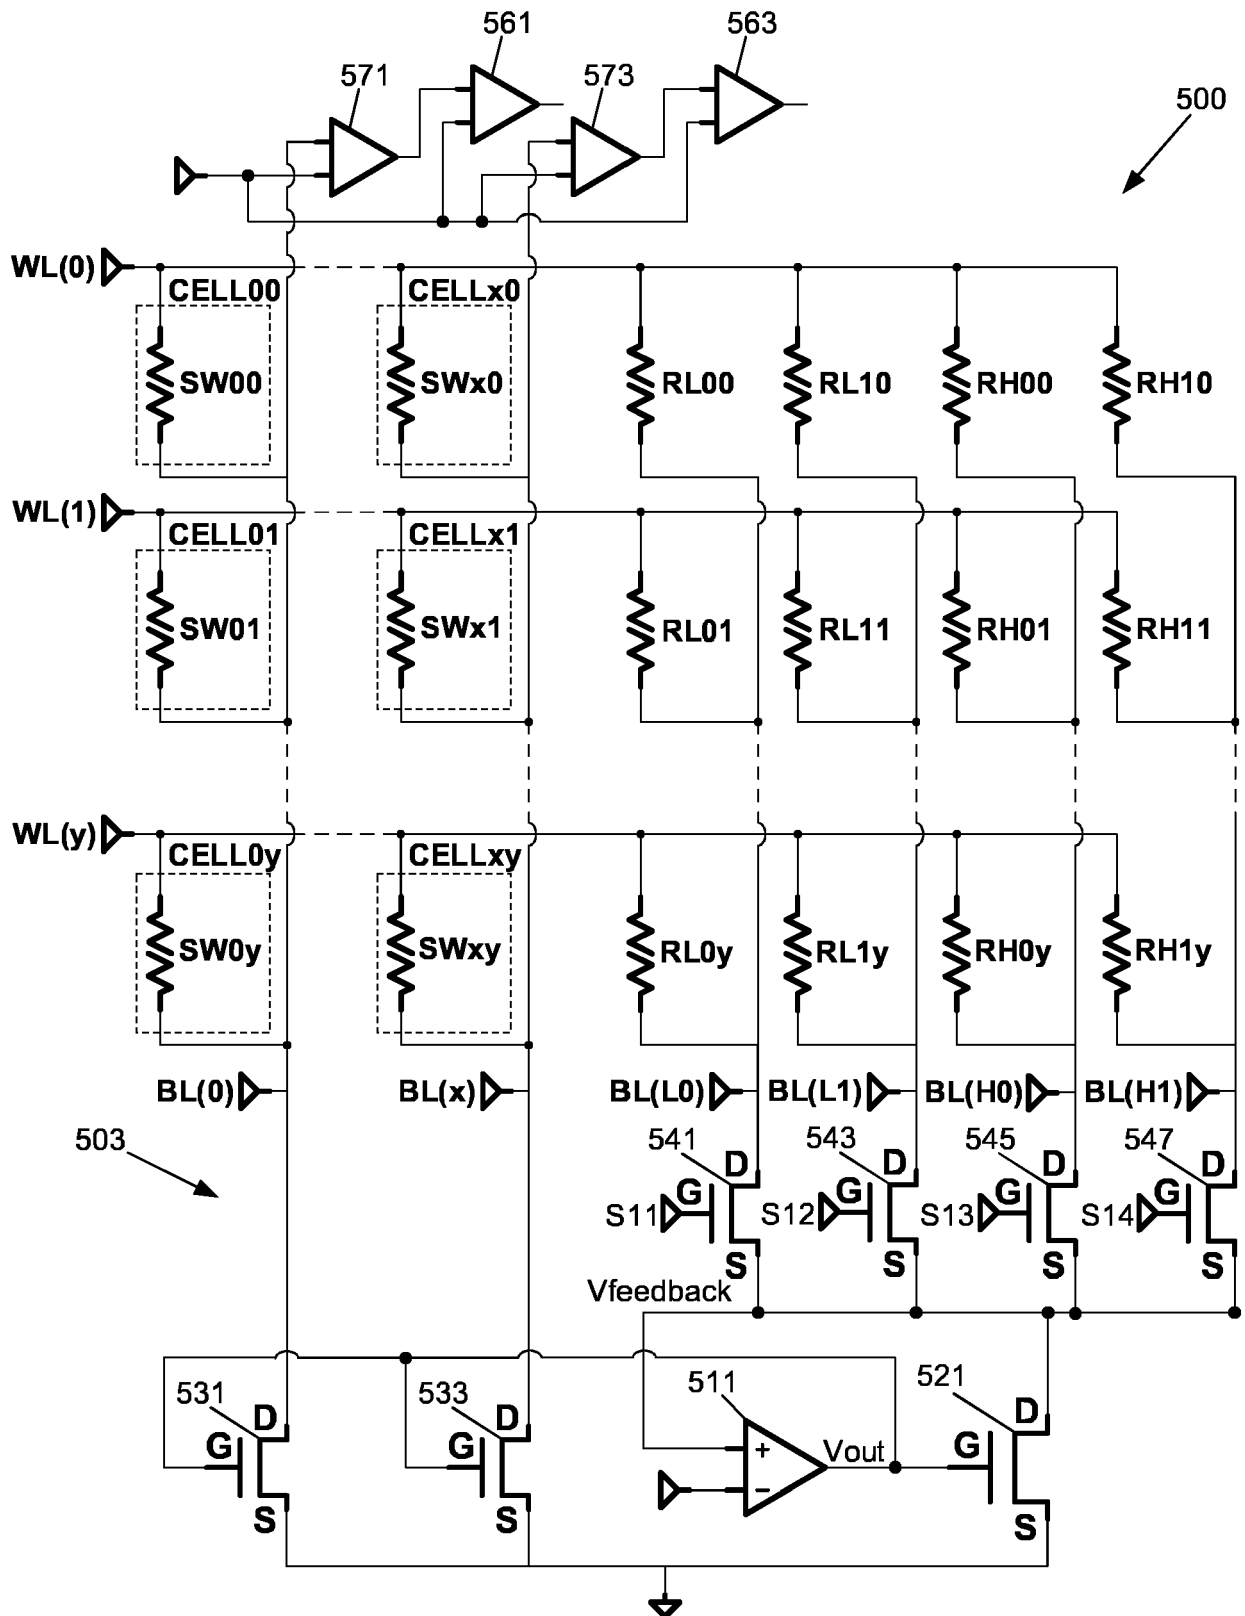 561
563
571
573
500
WL(0)
CELL00
CELLx0
SW00
SWx0
RL00
RL10
RH00
RH10
WL(1)
CELL01
CELLx1
SW01
SWx1
RL01
RL11
RH01
RH11
WL(y)
CELL0y
CELLxy
SW0y
SWxy
RL0y
RL1y
RH0y
RH1y
BL(0)
BL(x)
BL(L0)
BL(L1)
BL(H0)
BL(H1)
503
541
543
545
547
D
D
D
D
G
G
G
G
S11
S12
S13
S14
S
S
S
S
Vfeedback
531
533
511
521
D
D
D
G
G
+
Vout
G
−
S
S
S